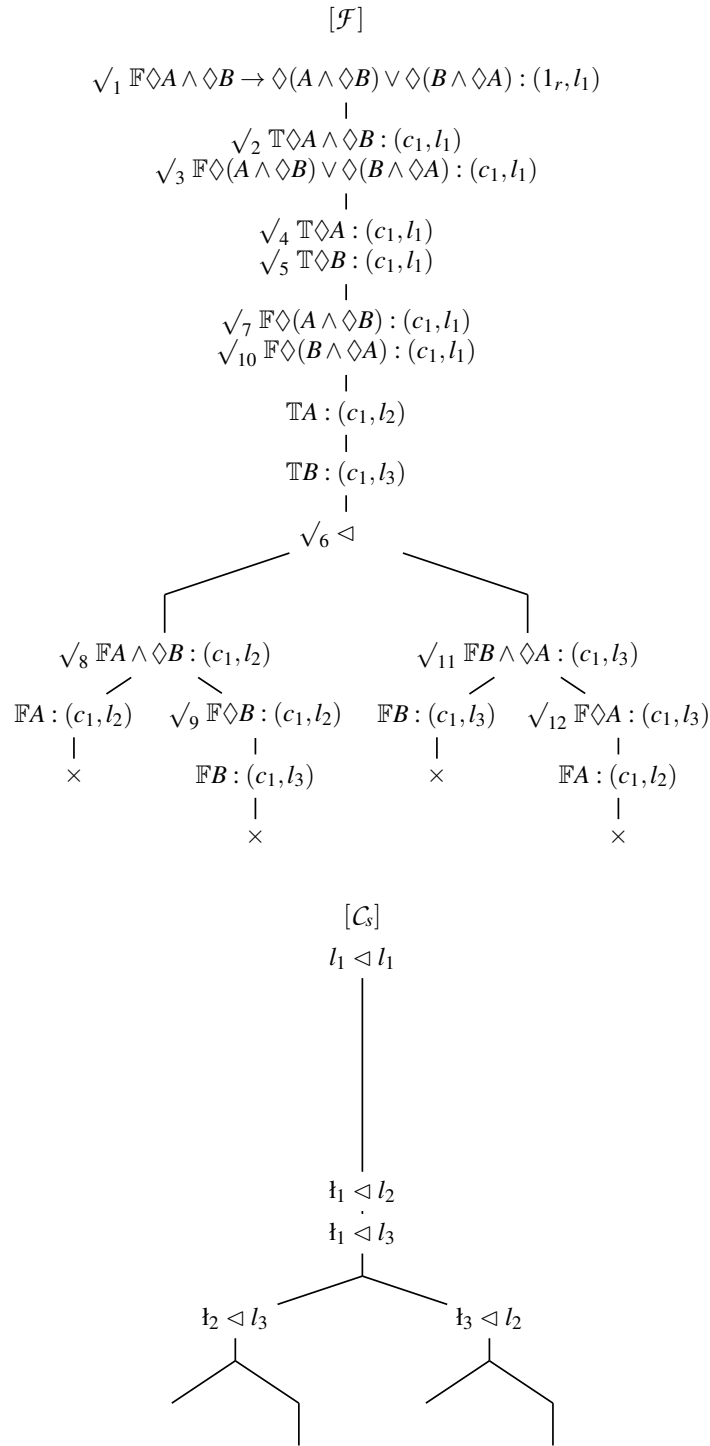 [ℱ]
√₁ 𝔽◇A ∧ ◇B → ◇(A ∧ ◇B) ∨ ◇(B ∧ ◇A) : (1ᵣ, l₁)
√₂ 𝕋◇A ∧ ◇B : (c₁, l₁)
√₃ 𝔽◇(A ∧ ◇B) ∨ ◇(B ∧ ◇A) : (c₁, l₁)
√₄ 𝕋◇A : (c₁, l₁)
√₅ 𝕋◇B : (c₁, l₁)
√₇ 𝔽◇(A ∧ ◇B) : (c₁, l₁)
√₁₀ 𝔽◇(B ∧ ◇A) : (c₁, l₁)
𝕋A : (c₁, l₂)
𝕋B : (c₁, l₃)
√₆ ◁
√₈ 𝔽A ∧ ◇B : (c₁, l₂) √₁₁ 𝔽B ∧ ◇A : (c₁, l₃)
𝔽A : (c₁, l₂) √₉ 𝔽◇B : (c₁, l₂) 𝔽B : (c₁, l₃) √₁₂ 𝔽◇A : (c₁, l₃)
× 𝔽B : (c₁, l₃) × 𝔽A : (c₁, l₂)
× ×
[𝒞ₛ]
l₁ ◁ l₁
ł₁ ◁ l₂
ł₁ ◁ l₃
ł₂ ◁ l₃ ł₃ ◁ l₂